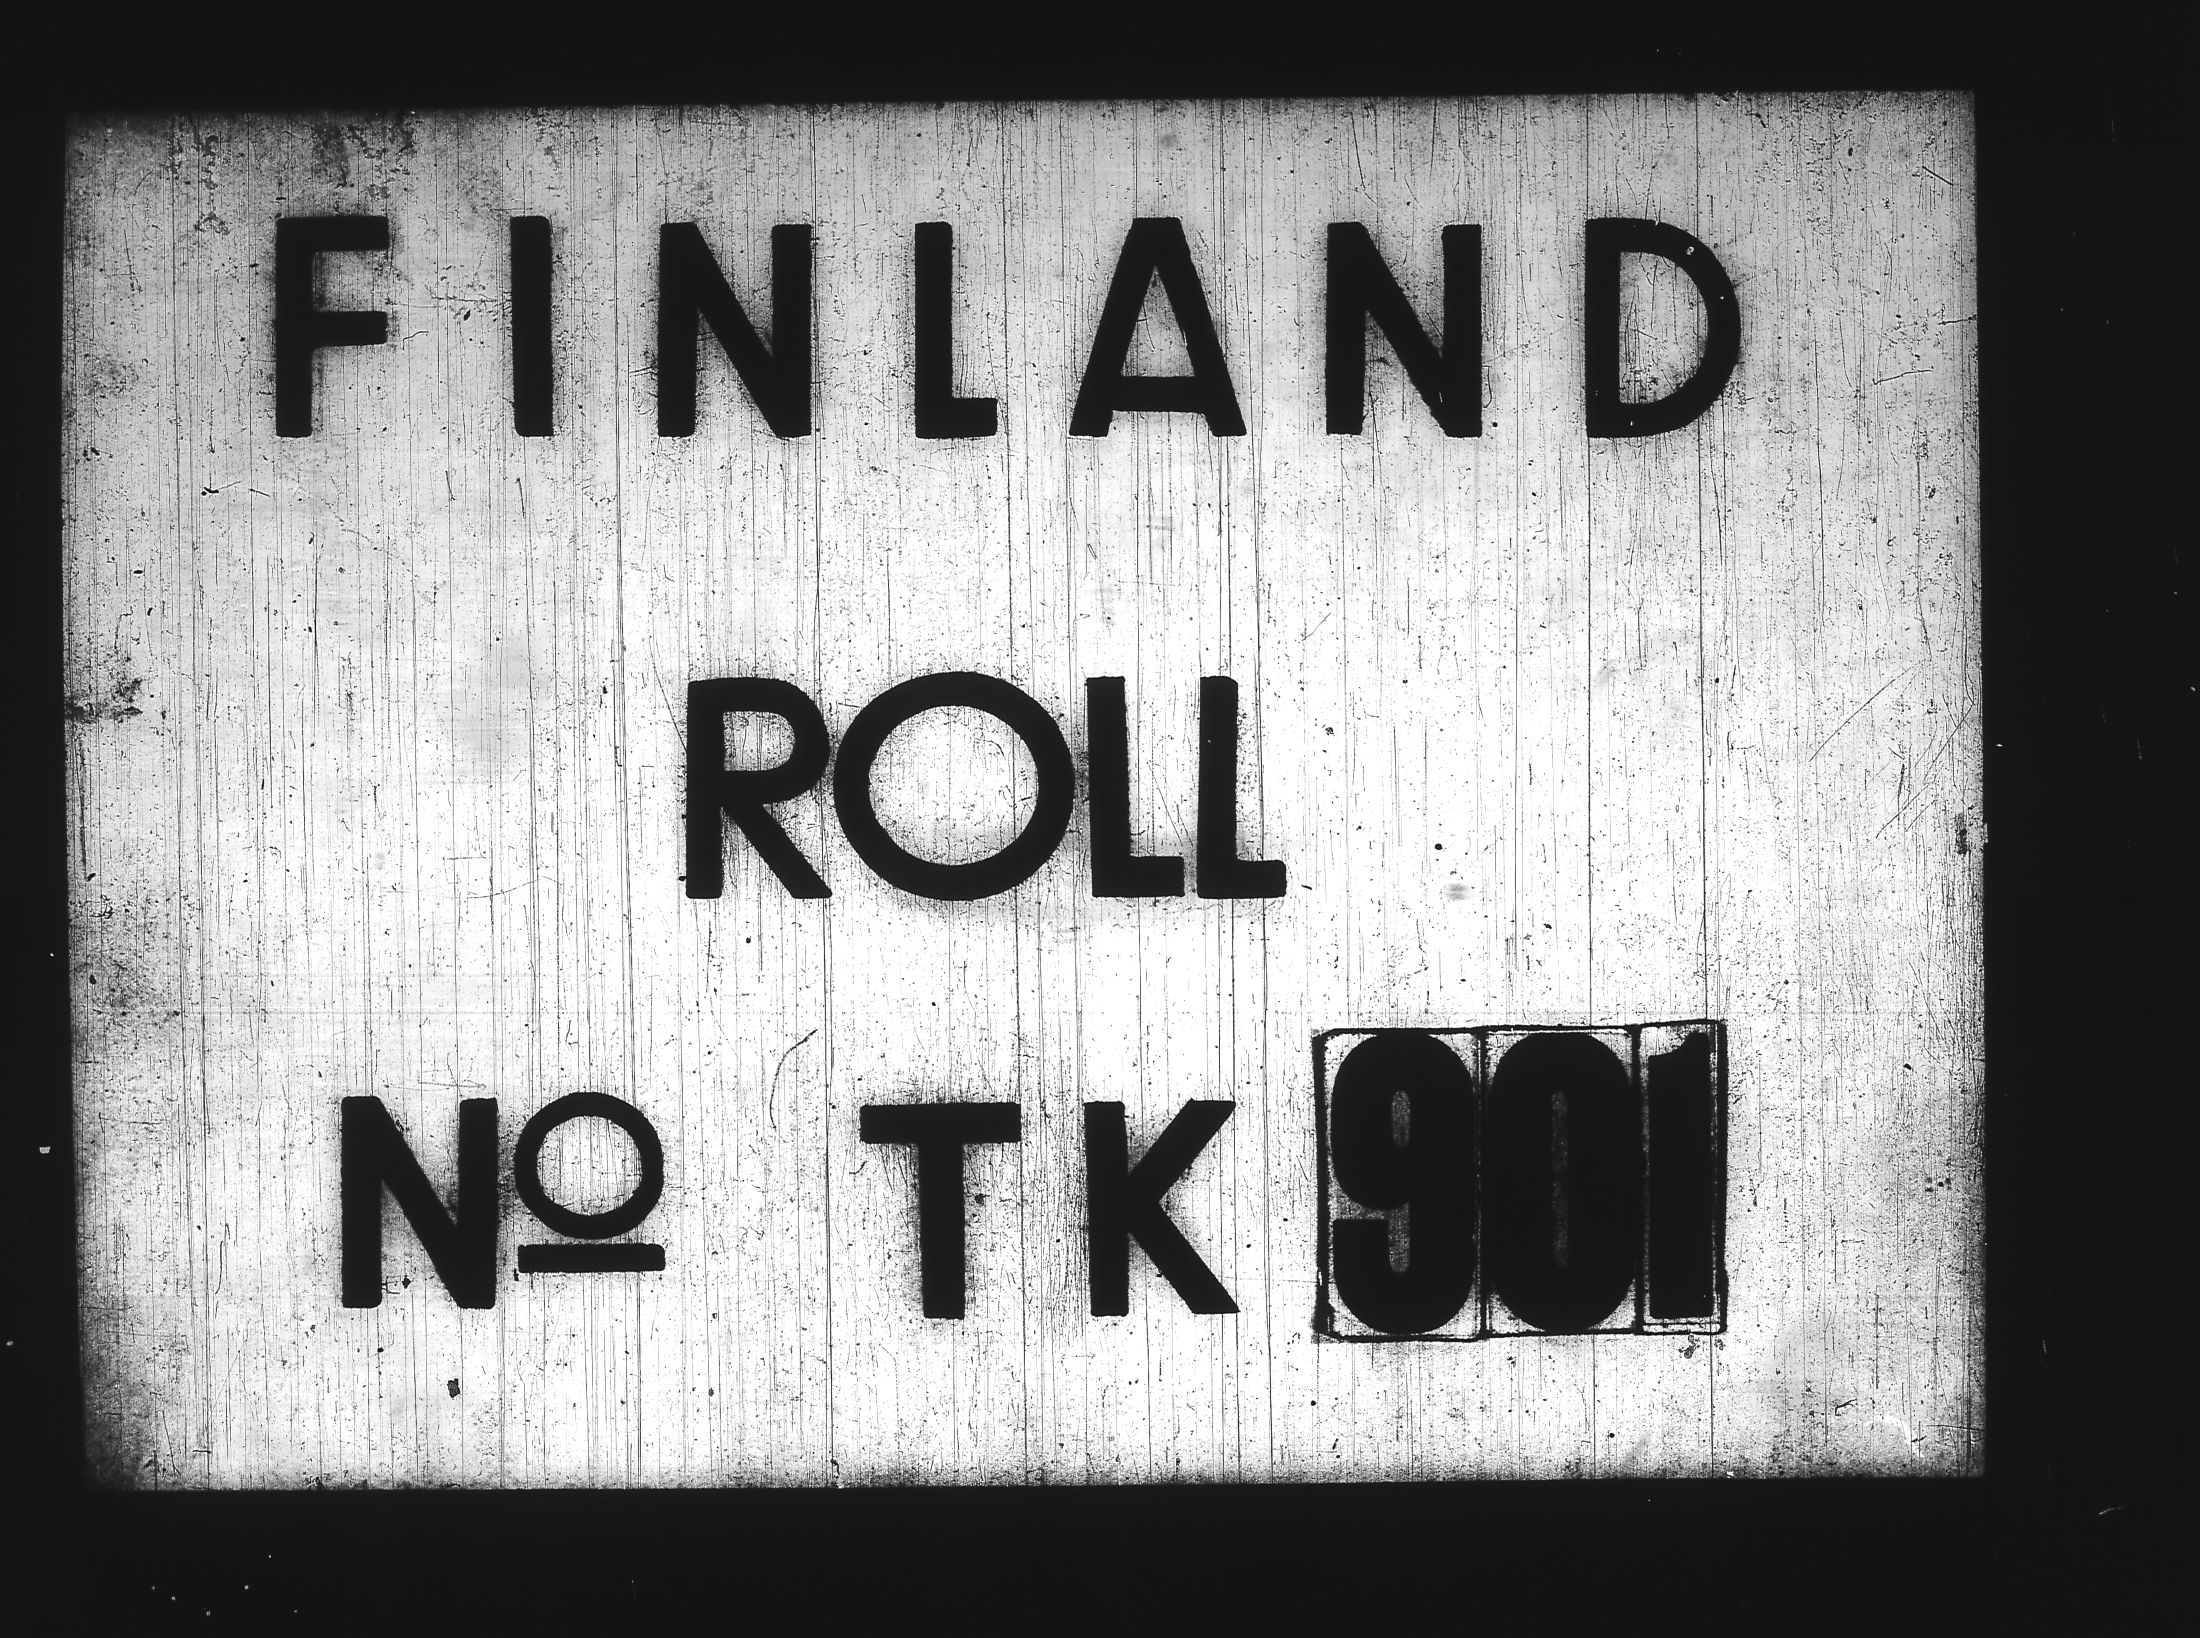 FINLAND
ROLL
Nº TK 901